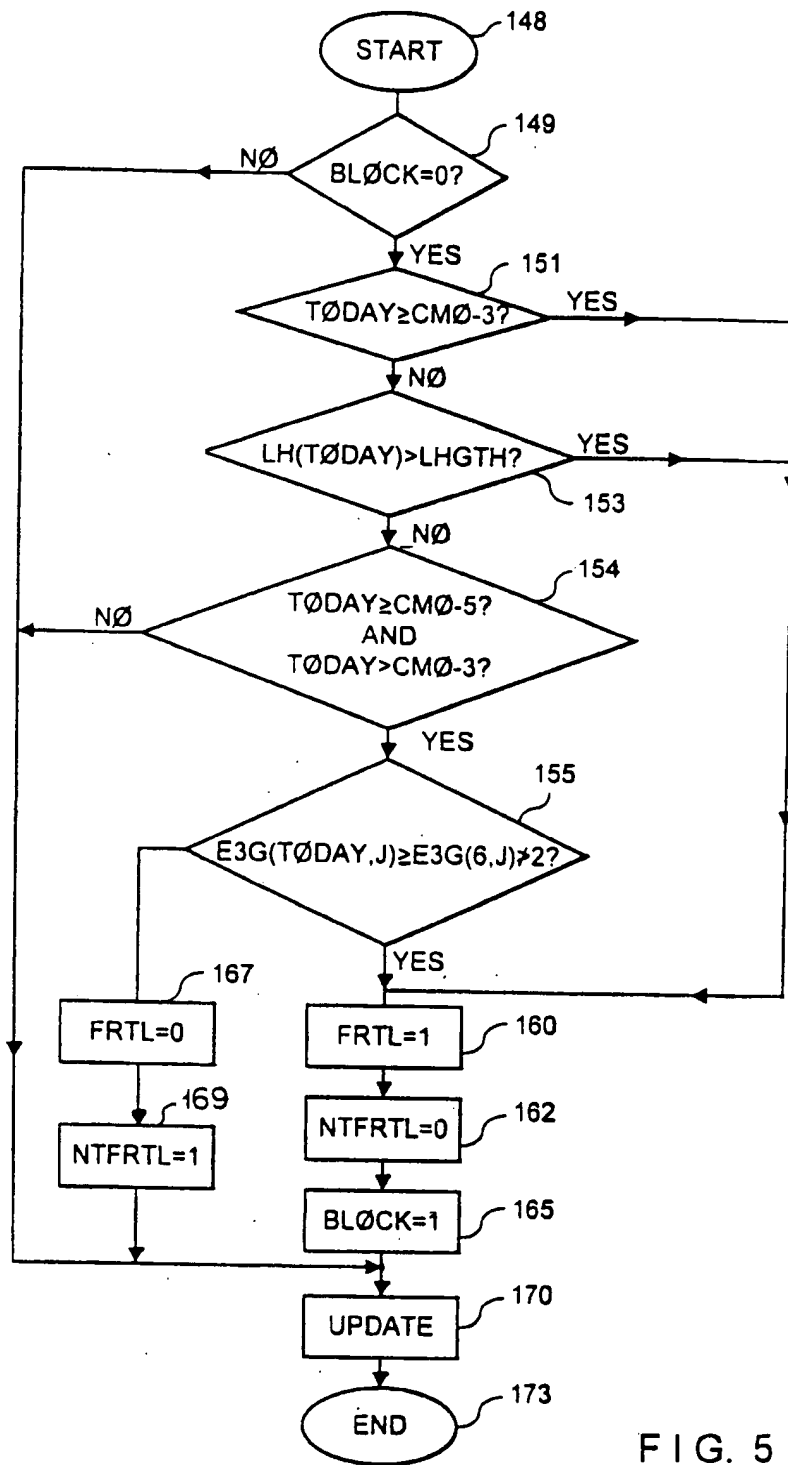 148
START
149
NØ
BLØCK=0?
YES
151
TØDAY≥CMØ-3?
YES
NØ
LH(TØDAY)>LHGTH?
YES
153
NØ
154
NØ
TØDAY≥CMØ-5?
AND
TØDAY>CMØ-3?
YES
155
E3G(TØDAY,J)≥E3G(6,J)≯2?
YES
167
FRTL=0
FRTL=1
160
169
NTFRTL=1
NTFRTL=0
162
BLØCK=1
165
UPDATE
170
END
173
FIG. 5